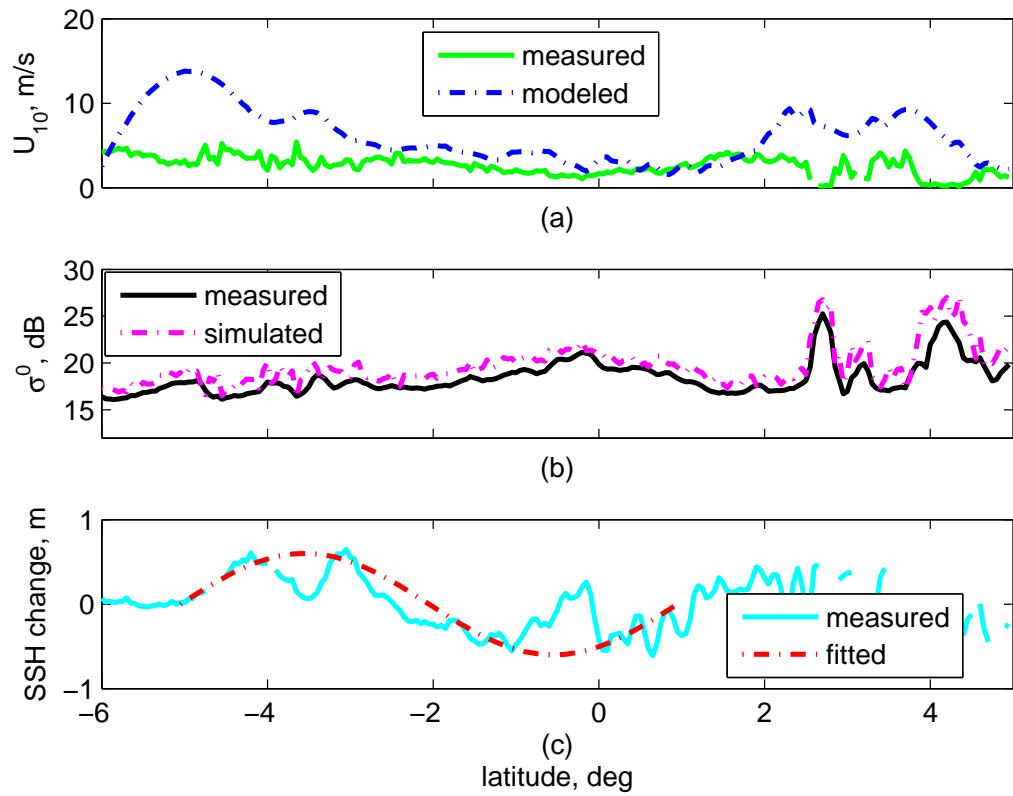 20
10
0
U10, m/s
measured
modeled
(a)
30
25
20
15
σ0, dB
measured
simulated
(b)
1
0
−1
SSH change, m
measured
fitted
−6 −4 −2 0 2 4
(c)
latitude, deg